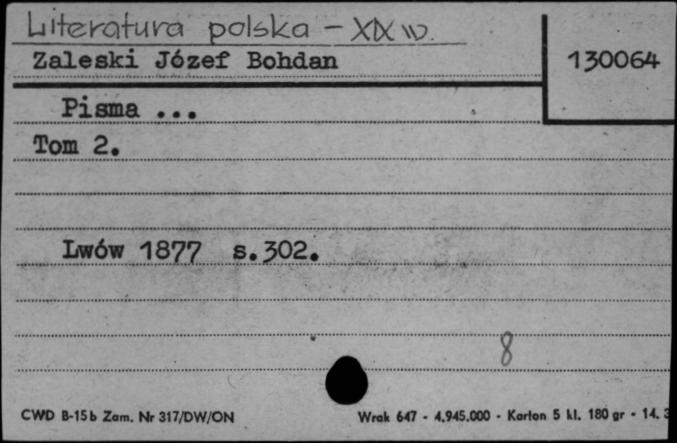 Literatura polska - XIX w.
Zaleski Józef Bohdan
130064
Pisma ...
Tom 2.
Lwów 1877 s.302.
8
CWD B-15b Zam. Nr 317/DW/ON
Wrak 647 - 4.945.000 - Karton 5 kl. 180 gr - 14. 3